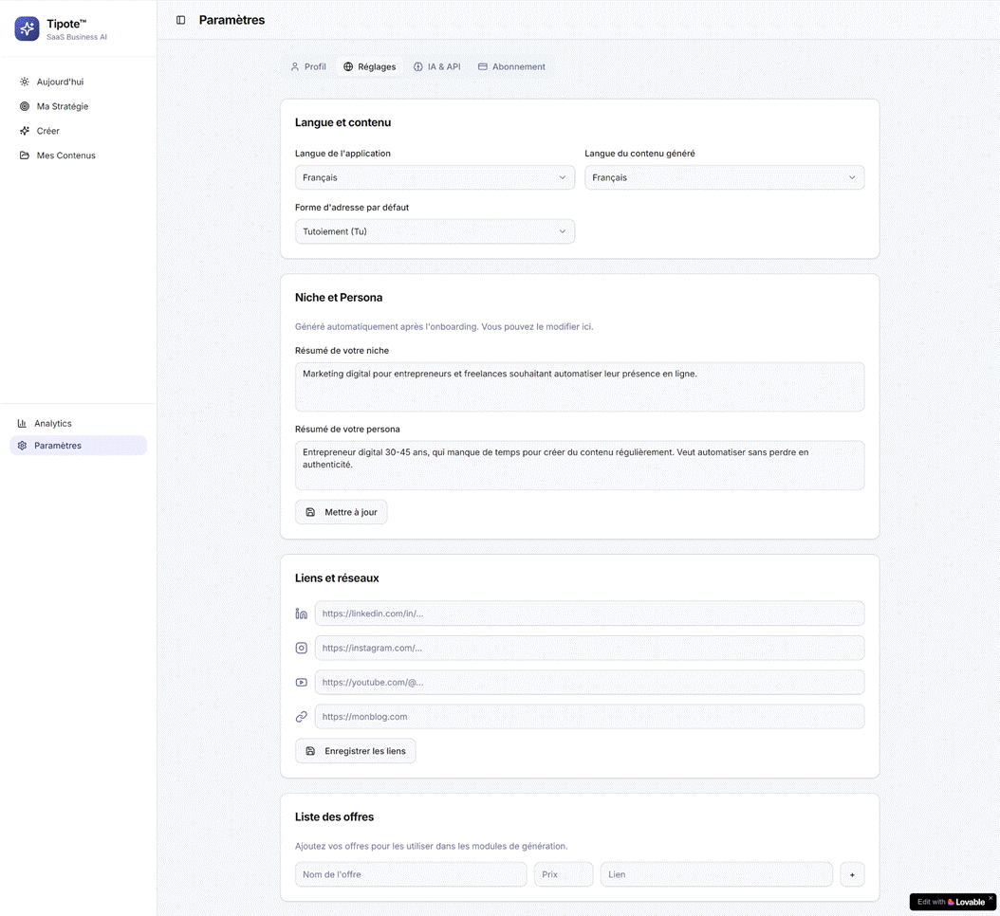 Tipote™
SaaS Business AI
Aujourd'hui
Ma Stratégie
Créer
Mes Contenus
Analytics
Paramètres
Paramètres
Profil
Réglages
IA & API
Abonnement
Langue et contenu
Langue de l'application
Langue du contenu généré
Français
Français
Forme d'adresse par défaut
Tutoiement (Tu)
Niche et Persona
Généré automatiquement après l'onboarding. Vous pouvez le modifier ici.
Résumé de votre niche
Marketing digital pour entrepreneurs et freelances souhaitant automatiser leur présence en ligne.
Résumé de votre persona
Entrepreneur digital 30-45 ans, qui manque de temps pour créer du contenu régulièrement. Veut automatiser sans perdre en
authenticité.
Mettre à jour
Liens et réseaux
https://linkedin.com/in/...
https://instagram.com/...
https://youtube.com/@...
https://monblog.com
Enregistrer les liens
Liste des offres
Ajoutez vos offres pour les utiliser dans les modules de génération.
Nom de l'offre
Prix
Lien
+
Edit with Lovable ×